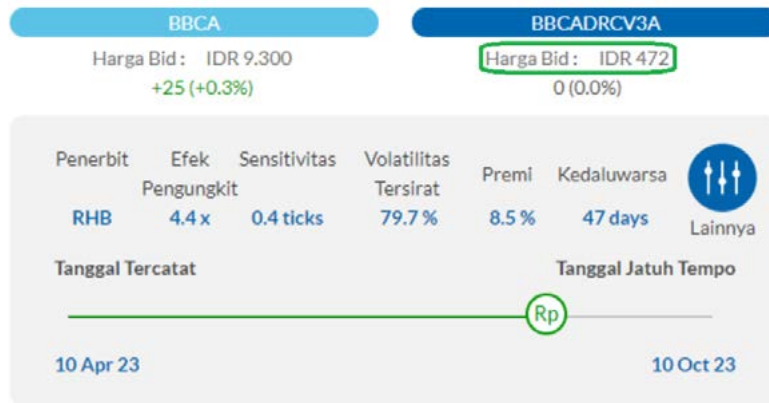 BBCA
BBCADRCV3A
Harga Bid : IDR 9.300
Harga Bid : IDR 472
+25 (+0.3%)
0 (0.0%)
Penerbit
Efek Pengungkit
Sensitivitas
Volatilitas Tersirat
Premi
Kedaluwarsa
RHB
4.4 x
0.4 ticks
79.7 %
8.5 %
47 days
Lainnya
Tanggal Tercatat
Tanggal Jatuh Tempo
Rp
10 Apr 23
10 Oct 23